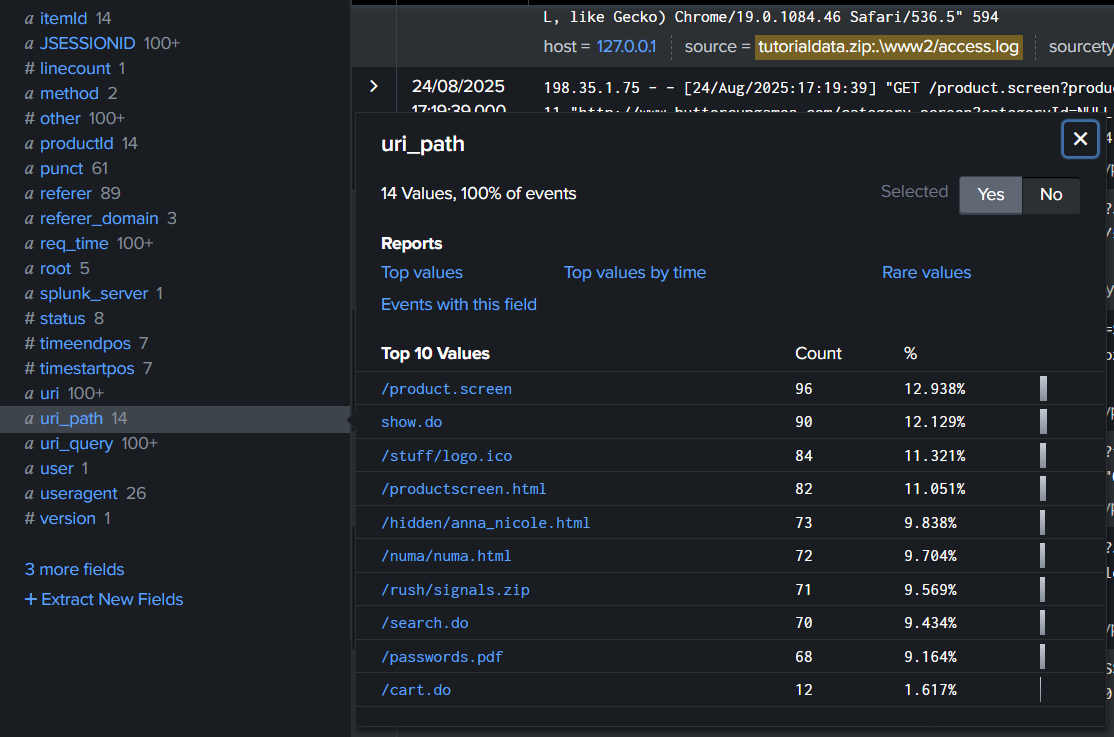 a itemId 14
a JSESSIONID 100+
# linecount 1
a method 2
# other 100+
a productId 14
a punct 61
a referer 89
a referer_domain 3
a req_time 100+
a root 5
a splunk_server 1
# status 8
# timeendpos 7
# timestartpos 7
a uri 100+
a uri_path 14
a uri_query 100+
a user 1
a useragent 26
# version 1
3 more fields
+ Extract New Fields
L, like Gecko) Chrome/19.0.1084.46 Safari/536.5" 594
host = 127.0.0.1 source = tutorialdata.zip:.\www2/access.log sourcety
24/08/2025 198.35.1.75 - - [24/Aug/2025:17:19:39] "GET /product.screen?produc
17:19:39.000
uri_path
14 Values, 100% of events
Selected Yes No
Reports
Top values Top values by time Rare values
Events with this field
Top 10 Values Count %
/product.screen 96 12.938%
show.do 90 12.129%
/stuff/logo.ico 84 11.321%
/productscreen.html 82 11.051%
/hidden/anna_nicole.html 73 9.838%
/numa/numa.html 72 9.704%
/rush/signals.zip 71 9.569%
/search.do 70 9.434%
/passwords.pdf 68 9.164%
/cart.do 12 1.617%